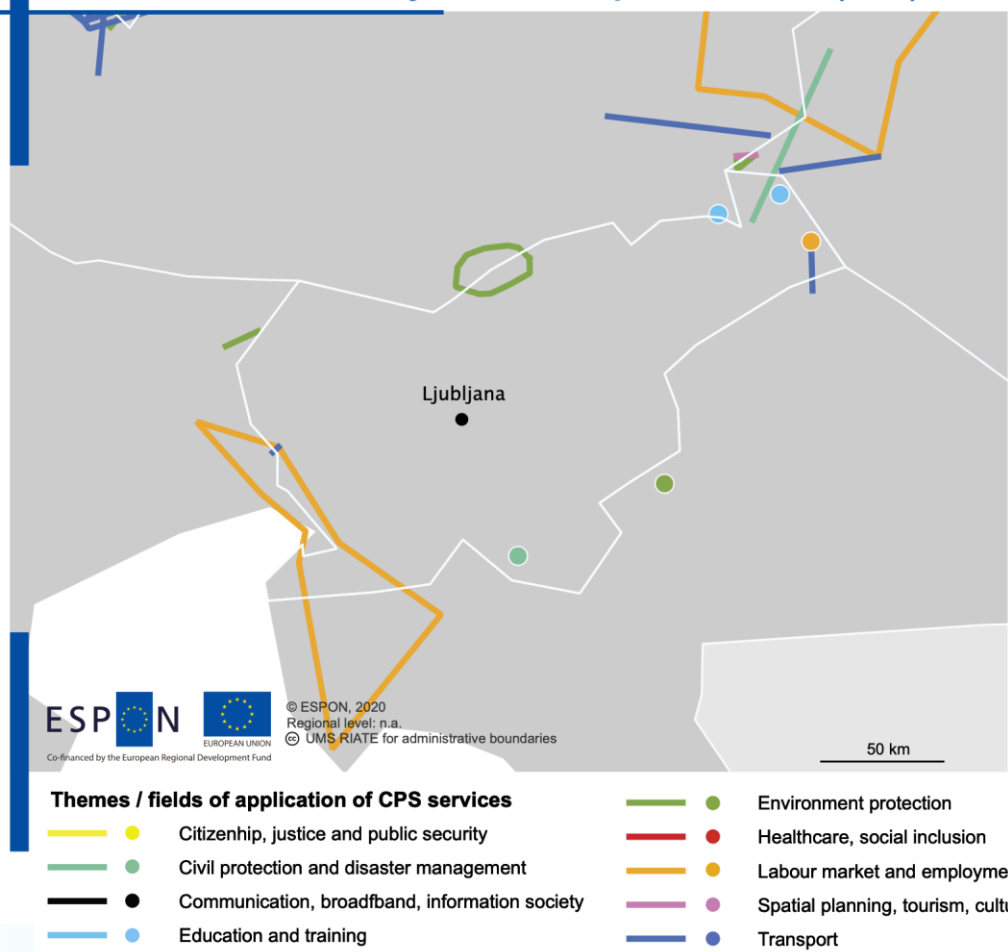 Ljubljana
ESPON
EUROPEAN UNION
Co-financed by the European Regional Development Fund
© ESPON, 2020
Regional level: n.a.
cc UMS RIATE for administrative boundaries
50 km
Themes / fields of application of CPS services
Citizenship, justice and public security
Civil protection and disaster management
Communication, broadfband, information society
Education and training
Environment protection
Healthcare, social inclusion
Labour market and employme
Spatial planning, tourism, cultu
Transport